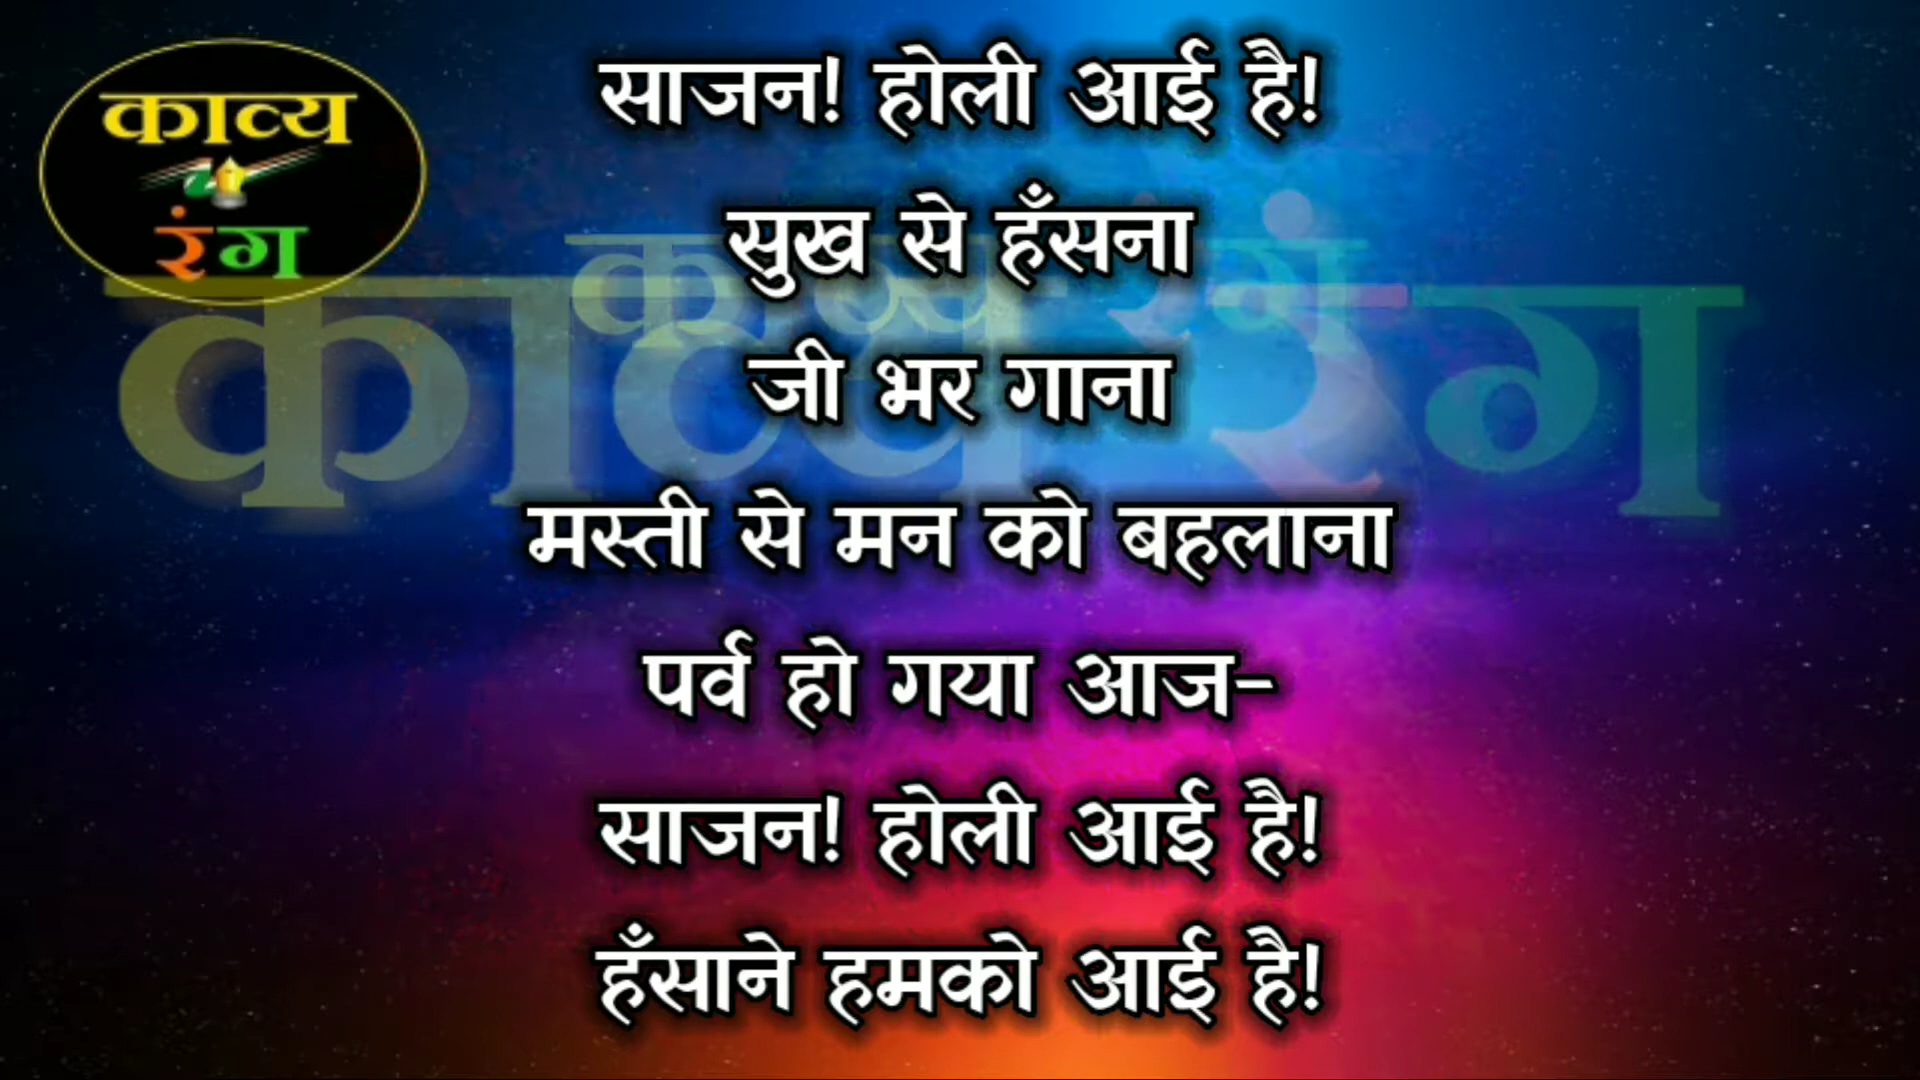 काव्य
रंग
साजन! होली आई है!
सुख से हँसना
जी भर गाना
मस्ती से मन को बहलाना
पर्व हो गया आज-
साजन! होली आई है!
हँसाने हमको आई है!
काव्य रंग
काव्य रंग